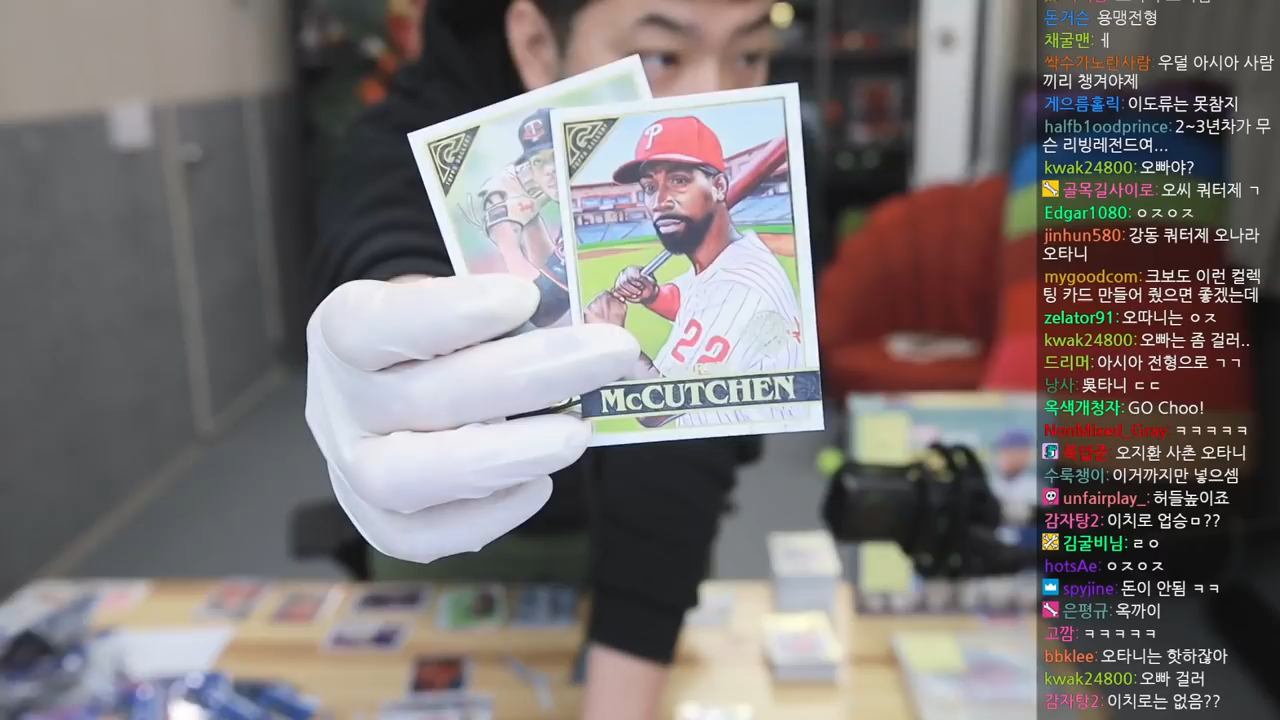 P
22
McCUTCHEN
돈거슨 용맹전형
채굴맨: ㅔ
싹수가노란사람: 우덜 아시아 사람
끼리 챙겨야제
게으름홀릭: 이도류는 못참지
halfb1oodprince: 2~3년차가 무
슨 리빙레전드여...
kwak24800: 오빠야?
골목길사이로: 오씨 쿼터제 ㄱ
Edgar1080: ㅇㅈㅇㅈ
jinhun580: 강동 쿼터제 오나라
오타니
mygoodcom: 크보도 이런 컬렉
팅 카드 만들어 줬으면 좋겠는데
zelator91: 오따니는 ㅇㅈ
kwak24800: 오빠는 좀 걸러..
드리머: 아시아 전형으로 ㄱㄱ
낭사: 吳타니 ㄷㄷ
옥색개청자: GO Choo!
NonMixed_Gray: ㅋㅋㅋㅋㅋ
오지환 사촌 오타니
수룩챙이: 이거까지만 넣으셈
unfairplay_: 허들높이죠
감자탕2: 이치로 업승ㅁ??
김굴비님: ㄹㅇ
hotsAe: ㅇㅈㅇㅈ
spyjine: 돈이 안됨 ㅋㅋ
은평규: 옥까이
고깜: ㅋㅋㅋㅋㅋ
bbklee: 오타니는 핫하잖아
kwak24800: 오빠 걸러
감자탕2: 이치로는 없음??